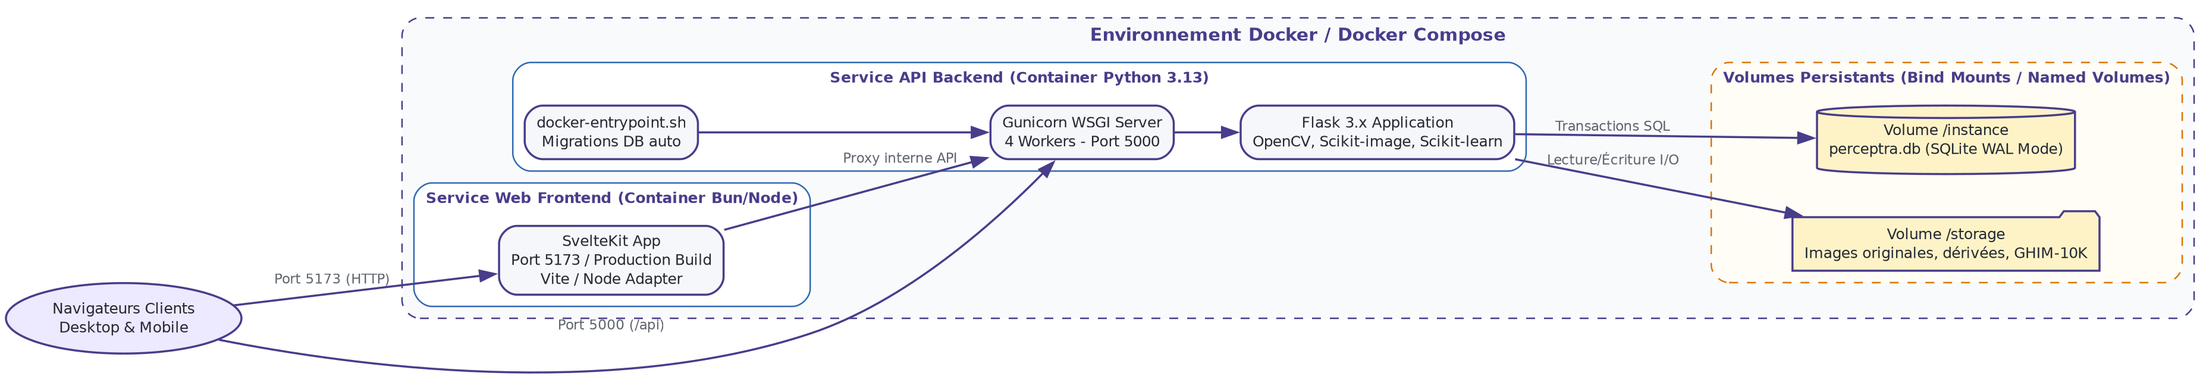 Environnement Docker / Docker Compose
Service API Backend (Container Python 3.13)
docker-entrypoint.sh
Migrations DB auto
Gunicorn WSGI Server
4 Workers - Port 5000
Flask 3.x Application
OpenCV, Scikit-image, Scikit-learn
Volumes Persistants (Bind Mounts / Named Volumes)
Volume /instance
perceptra.db (SQLite WAL Mode)
Volume /storage
Images originales, dérivées, GHIM-10K
Transactions SQL
Lecture/Écriture I/O
Proxy interne API
Service Web Frontend (Container Bun/Node)
SvelteKit App
Port 5173 / Production Build
Vite / Node Adapter
Port 5173 (HTTP)
Navigateurs Clients
Desktop & Mobile
Port 5000 (/api)